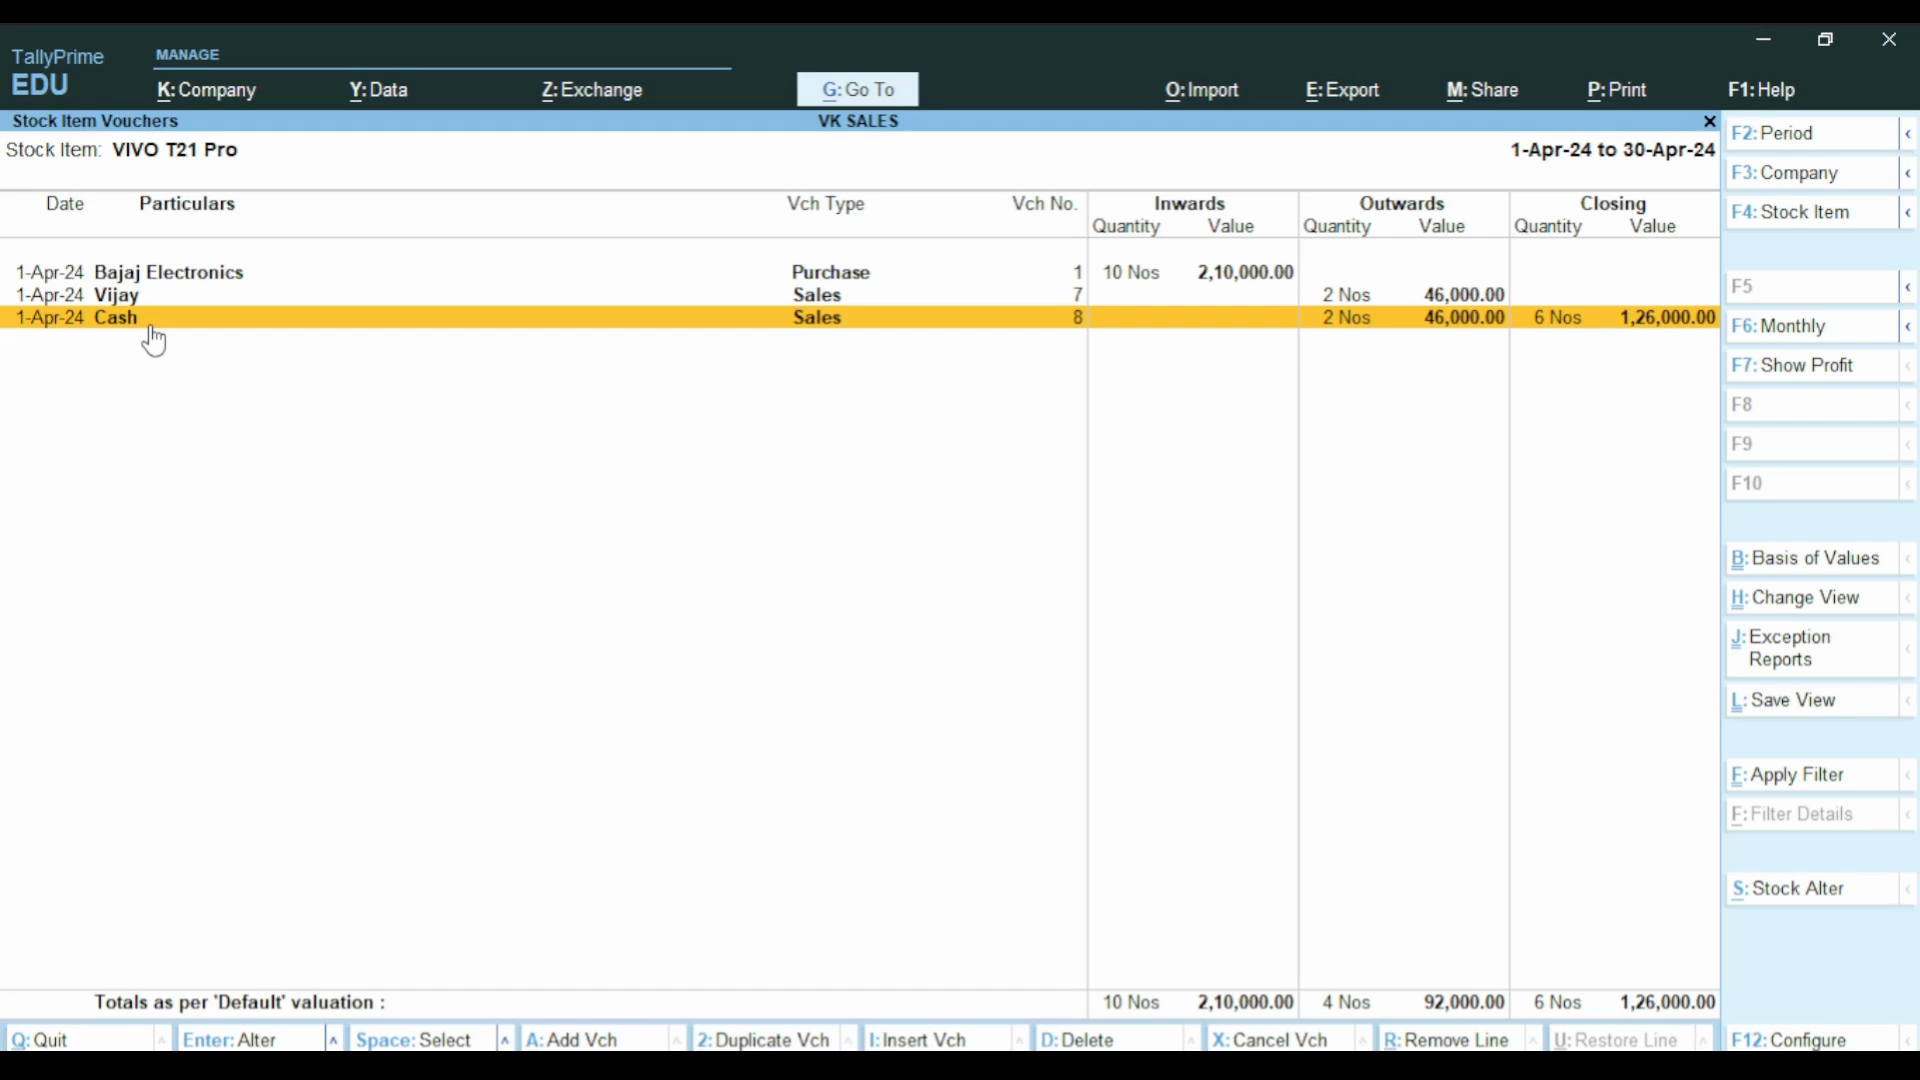 TallyPrime
EDU
MANAGE
K: Company Y: Data Z: Exchange G: Go To O: Import E: Export M: Share P: Print F1: Help
Stock Item Vouchers VK SALES
Stock Item: VIVO T21 Pro 1-Apr-24 to 30-Apr-24
Date Particulars Vch Type Vch No. Inwards Outwards Closing
Quantity Value Quantity Value Quantity Value
1-Apr-24 Bajaj Electronics Purchase 1 10 Nos 2,10,000.00
1-Apr-24 Vijay Sales 7 2 Nos 46,000.00
1-Apr-24 Cash Sales 8 2 Nos 46,000.00 6 Nos 1,26,000.00
Totals as per 'Default' valuation : 10 Nos 2,10,000.00 4 Nos 92,000.00 6 Nos 1,26,000.00
F2: Period
F3: Company
F4: Stock Item
F5
F6: Monthly
F7: Show Profit
F8
F9
F10
B: Basis of Values
H: Change View
J: Exception
Reports
L: Save View
F: Apply Filter
F: Filter Details
S: Stock Alter
Q: Quit Enter: Alter Space: Select A: Add Vch 2: Duplicate Vch I: Insert Vch D: Delete X: Cancel Vch R: Remove Line U: Restore Line F12: Configure